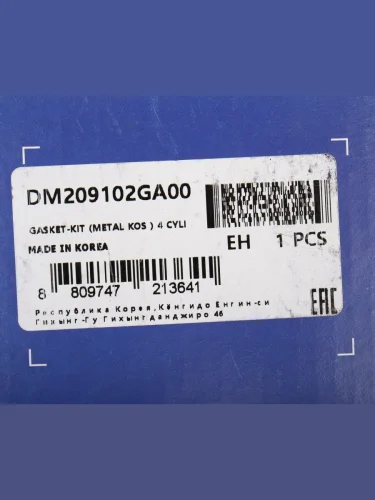 DM209102GA00
GASKET-KIT (METAL KOS ) 4 CYLI
MADE IN KOREA
EH 1 PCS
8 809747 213641
Республика Корея,Кёнгидо Енгин-си
Гихынг-Гу Гихынгданджиро 46
EAC